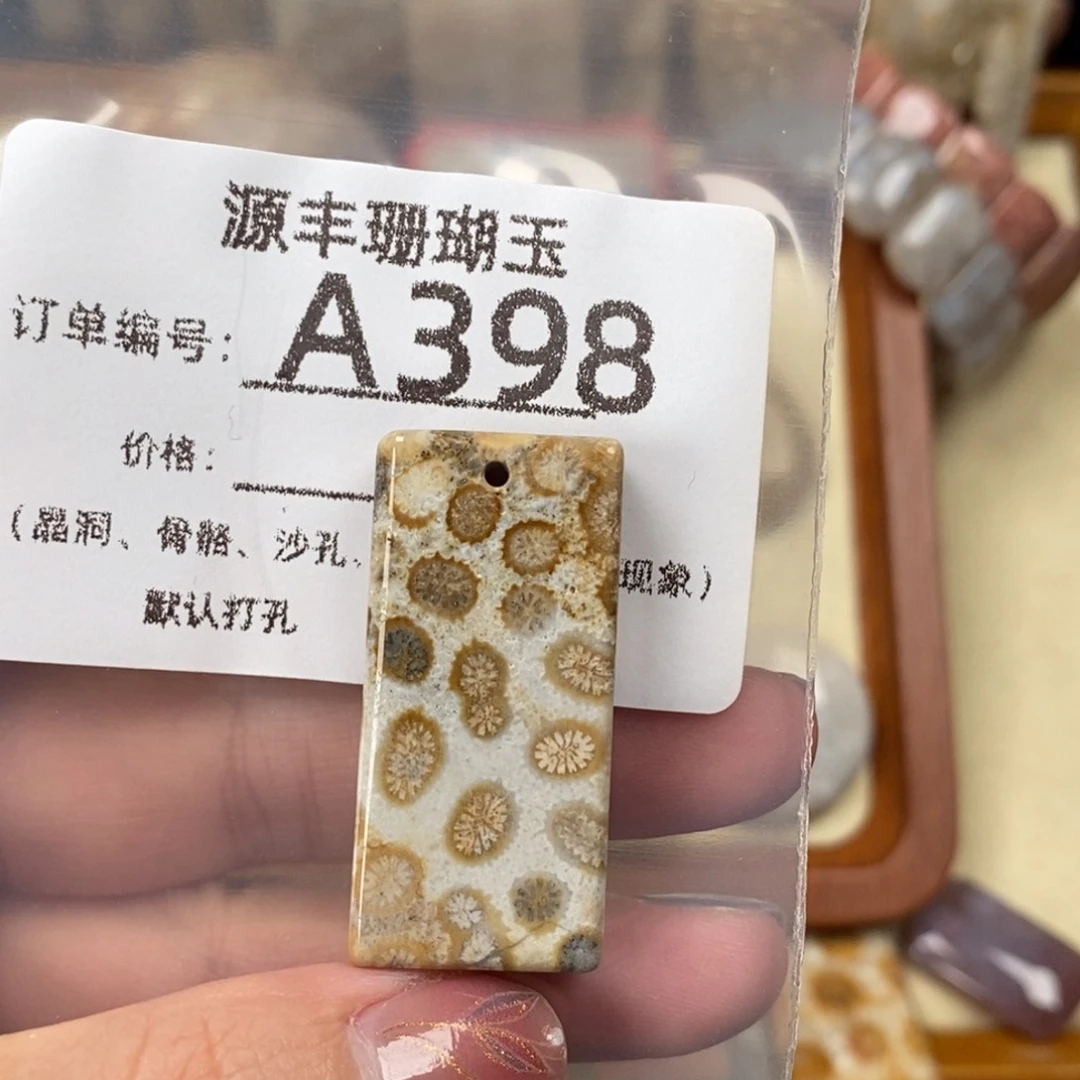 源丰珊瑚玉
订单编号: A398
价格:
(晶洞、骨骼、沙孔、 现象)
默认打孔